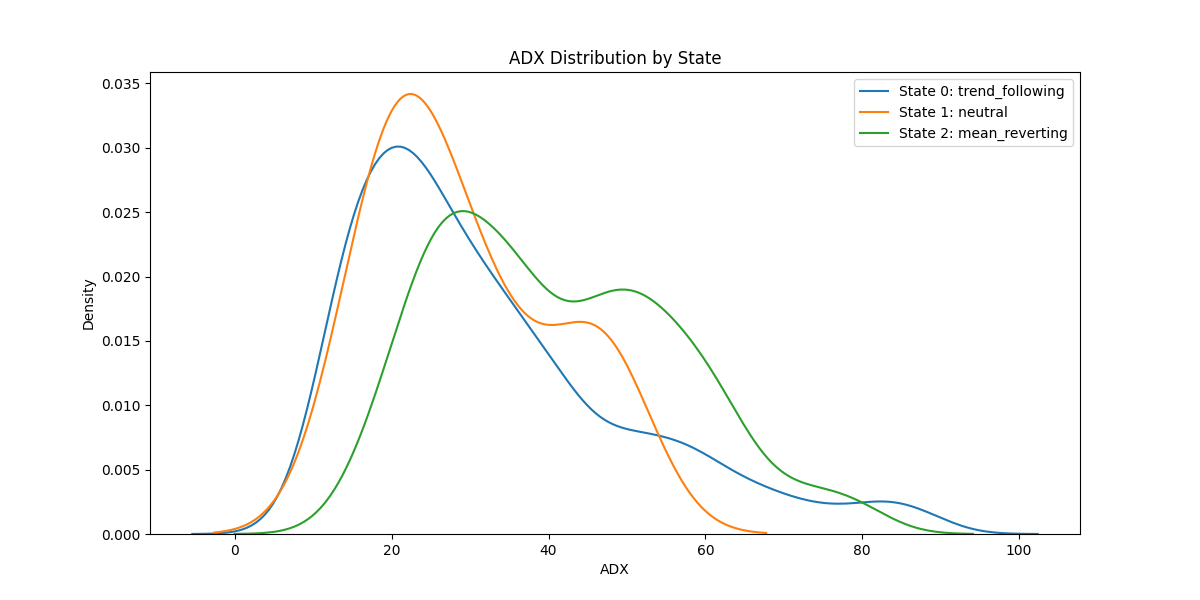 ADX Distribution by State
State 0: trend_following
State 1: neutral
State 2: mean_reverting
Density
0.035
0.030
0.025
0.020
0.015
0.010
0.005
0.000
0 20 40 60 80 100
ADX